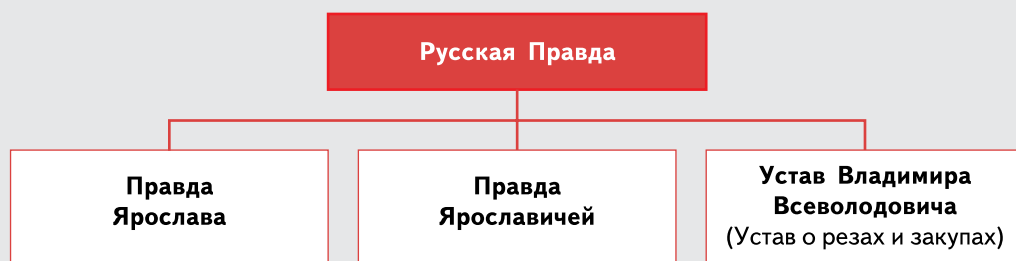 Русская Правда
Правда
Ярослава
Правда
Ярославичей
Устав Владимира
Всеволодовича
(Устав о резах и закупах)